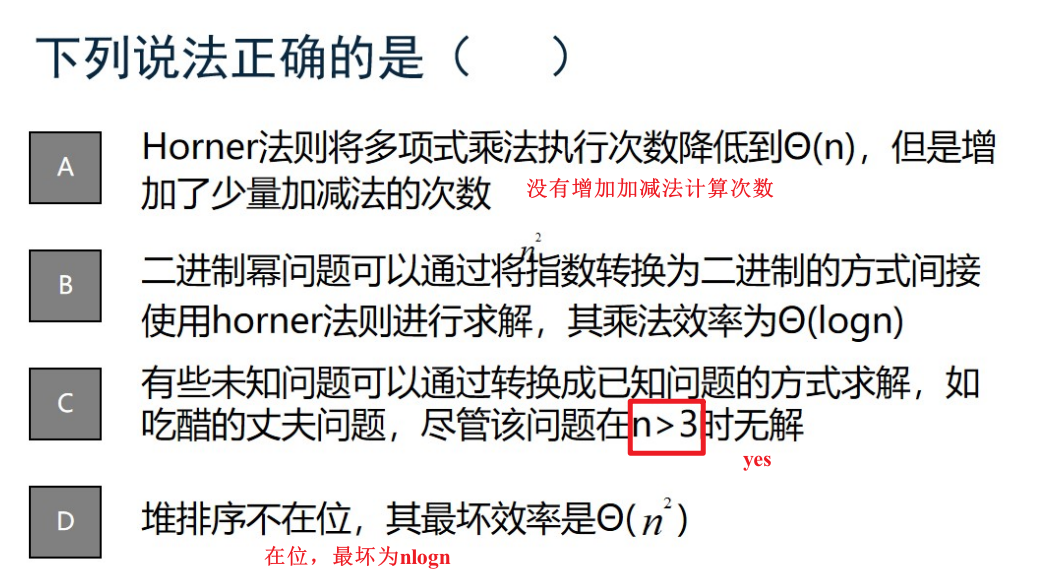 下列说法正确的是（    ）
A
Horner法则将多项式乘法执行次数降低到Θ(n)，但是增
加了少量加减法的次数
没有增加加减法计算次数
n²
B
二进制幂问题可以通过将指数转换为二进制的方式间接
使用horner法则进行求解，其乘法效率为Θ(logn)
C
有些未知问题可以通过转换成已知问题的方式求解，如
吃醋的丈夫问题，尽管该问题在n>3时无解
yes
D
堆排序不在位，其最坏效率是Θ(n²)
在位，最坏为nlogn